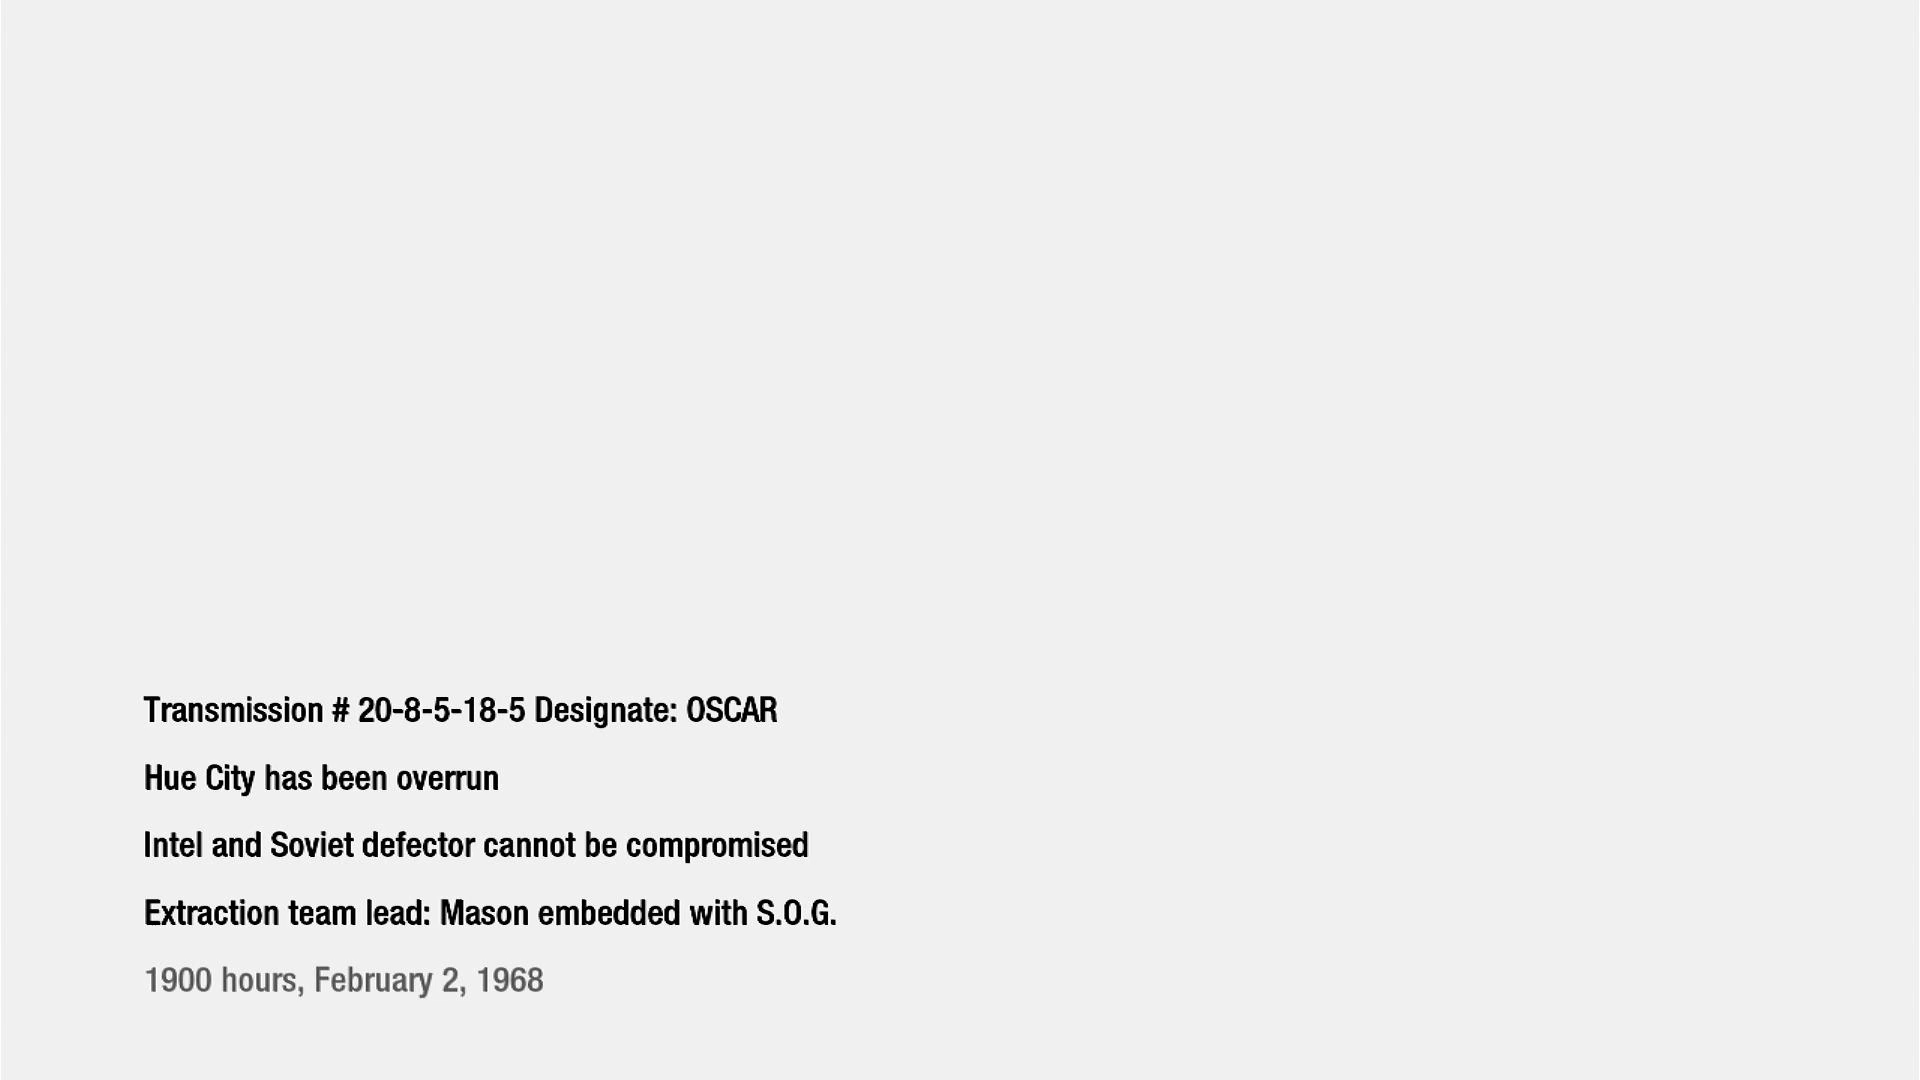 Transmission # 20-8-5-18-5 Designate: OSCAR
Hue City has been overrun
Intel and Soviet defector cannot be compromised
Extraction team lead: Mason embedded with S.O.G.
1900 hours, February 2, 1968